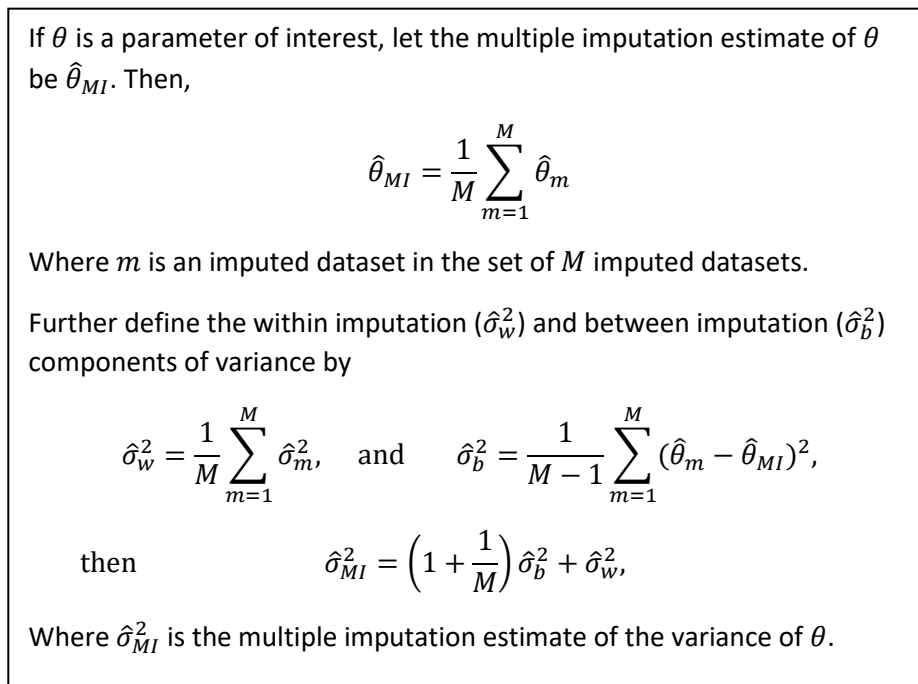 If θ is a parameter of interest, let the multiple imputation estimate of θ
be θ̂_MI. Then,
θ̂_MI = 1/M ∑_{m=1}^{M} θ̂_m
Where m is an imputed dataset in the set of M imputed datasets.
Further define the within imputation (σ̂_w^2) and between imputation (σ̂_b^2)
components of variance by
σ̂_w^2 = 1/M ∑_{m=1}^{M} σ̂_m^2, and σ̂_b^2 = 1/(M − 1) ∑_{m=1}^{M} (θ̂_m − θ̂_MI)^2,
then σ̂_MI^2 = (1 + 1/M) σ̂_b^2 + σ̂_w^2,
Where σ̂_MI^2 is the multiple imputation estimate of the variance of θ.